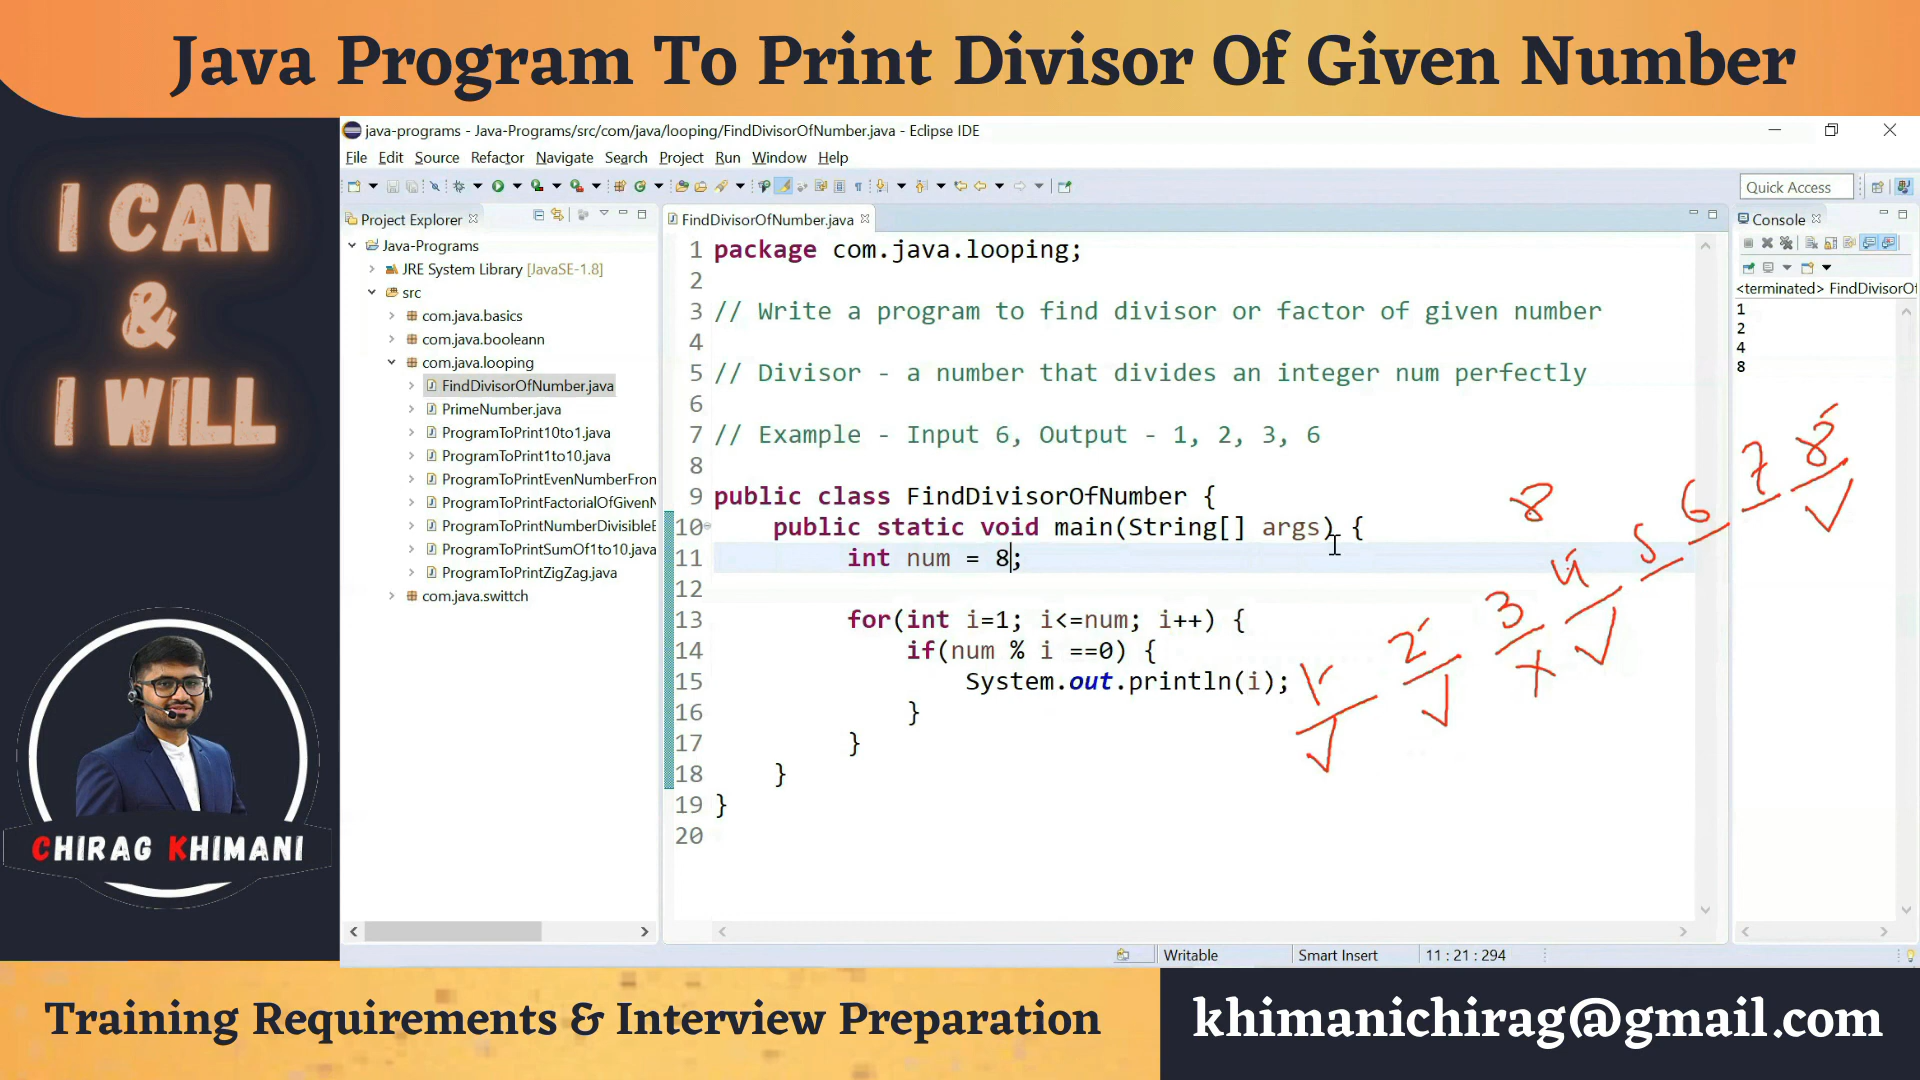 Java Program To Print Divisor Of Given Number
I CAN
&
I WILL
CHIRAG KHIMANI
java-programs - Java-Programs/src/com/java/looping/FindDivisorOfNumber.java - Eclipse IDE
File Edit Source Refactor Navigate Search Project Run Window Help
Quick Access
Project Explorer
Java-Programs
JRE System Library [JavaSE-1.8]
src
com.java.basics
com.java.booleann
com.java.looping
FindDivisorOfNumber.java
PrimeNumber.java
ProgramToPrint10to1.java
ProgramToPrint1to10.java
ProgramToPrintEvenNumberFron
ProgramToPrintFactorialOfGivenN
ProgramToPrintNumberDivisibleE
ProgramToPrintSumOf1to10.java
ProgramToPrintZigZag.java
com.java.swittch
FindDivisorOfNumber.java
1 package com.java.looping;
2
3 // Write a program to find divisor or factor of given number
4
5 // Divisor - a number that divides an integer num perfectly
6
7 // Example - Input 6, Output - 1, 2, 3, 6
8
9 public class FindDivisorOfNumber {
10 public static void main(String[] args) {
11 int num = 8;
12
13 for(int i=1; i<=num; i++) {
14 if(num % i ==0) {
15 System.out.println(i);
16 }
17 }
18 }
19 }
20
8
1 2 3 4 5 6 7 8
Console
<terminated> FindDivisorOf
1
2
4
8
Writable Smart Insert 11 : 21 : 294
Training Requirements & Interview Preparation
khimanichirag@gmail.com